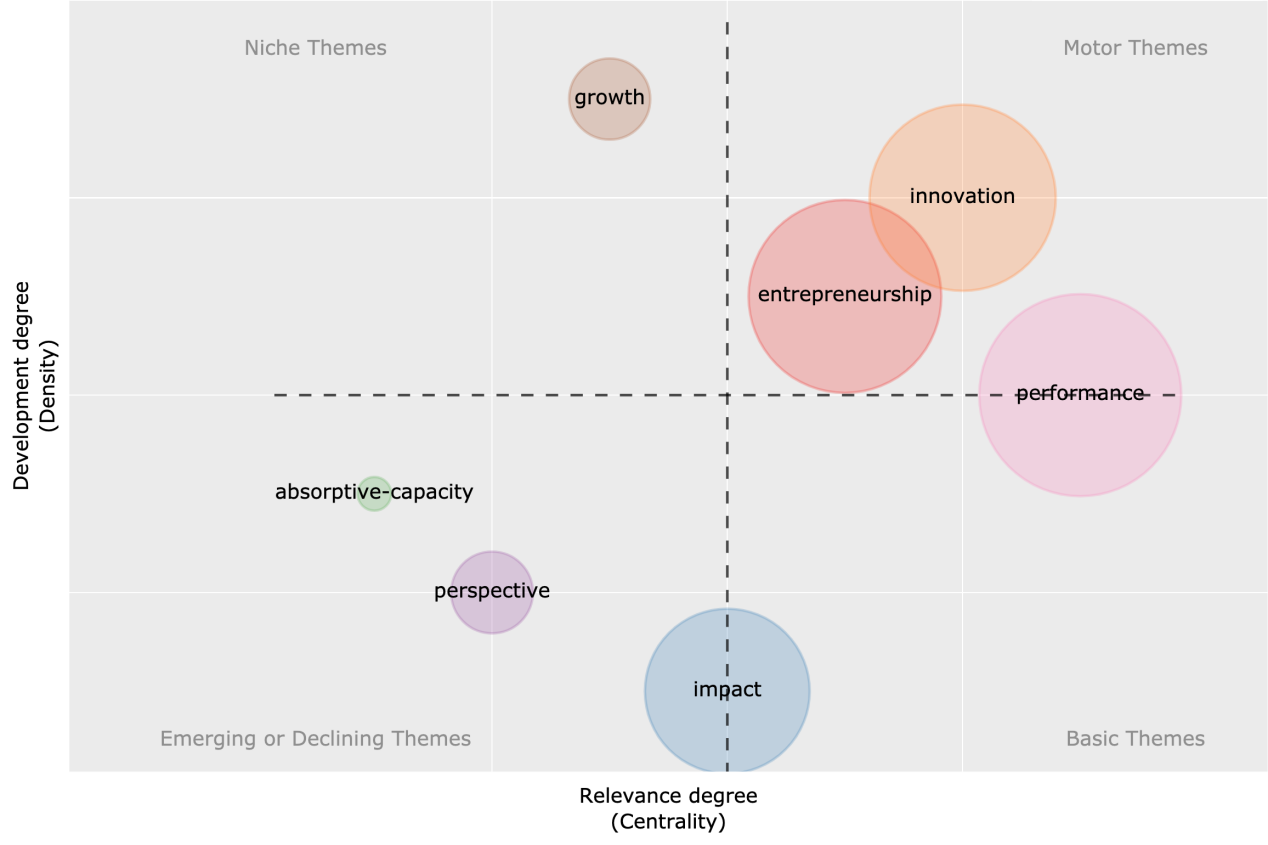 Niche Themes
Motor Themes
growth
innovation
entrepreneurship
performance
absorptive-capacity
perspective
impact
Emerging or Declining Themes
Basic Themes
Development degree
(Density)
Relevance degree
(Centrality)